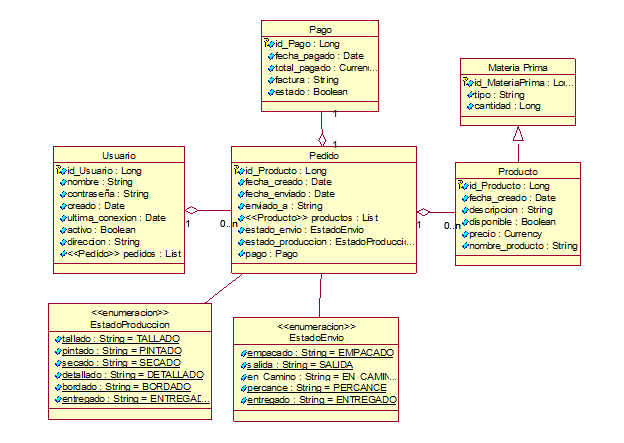 Pago
id_Pago : Long
fecha_pagado : Date
total_pagado : Currenc...
factura : String
estado : Boolean
Materia Prima
id_MateriaPrima : Lo...
tipo : String
cantidad : Long
1
1
Usuario
id_Usuario : Long
nombre : String
contraseña : String
creado : Date
ultima_conexion : Date
activo : Boolean
direccion : String
<<Pedido>> pedidos : List
1
0..n
Pedido
id_Producto : Long
fecha_creado : Date
fecha_enviado : Date
enviado_a : String
<<Producto>> productos : List
estado_envio : EstadoEnvio
estado_produccion : EstadoProducci...
pago : Pago
1
0..n
Producto
id_Producto : Long
fecha_creado : Date
descripcion : String
disponible : Boolean
precio : Currency
nombre_producto : String
<<enumeracion>>
EstadoProduccion
tallado : String = TALLADO
pintado : String = PINTADO
secado : String = SECADO
detallado : String = DETALLADO
bordado : String = BORDADO
entregado : String = ENTREGAD...
<<enumeracion>>
EstadoEnvio
empacado : String = EMPACADO
salida : String = SALIDA
en_Camino : String = EN_CAMIN...
percance : String = PERCANCE
entregado : String = ENTREGADO